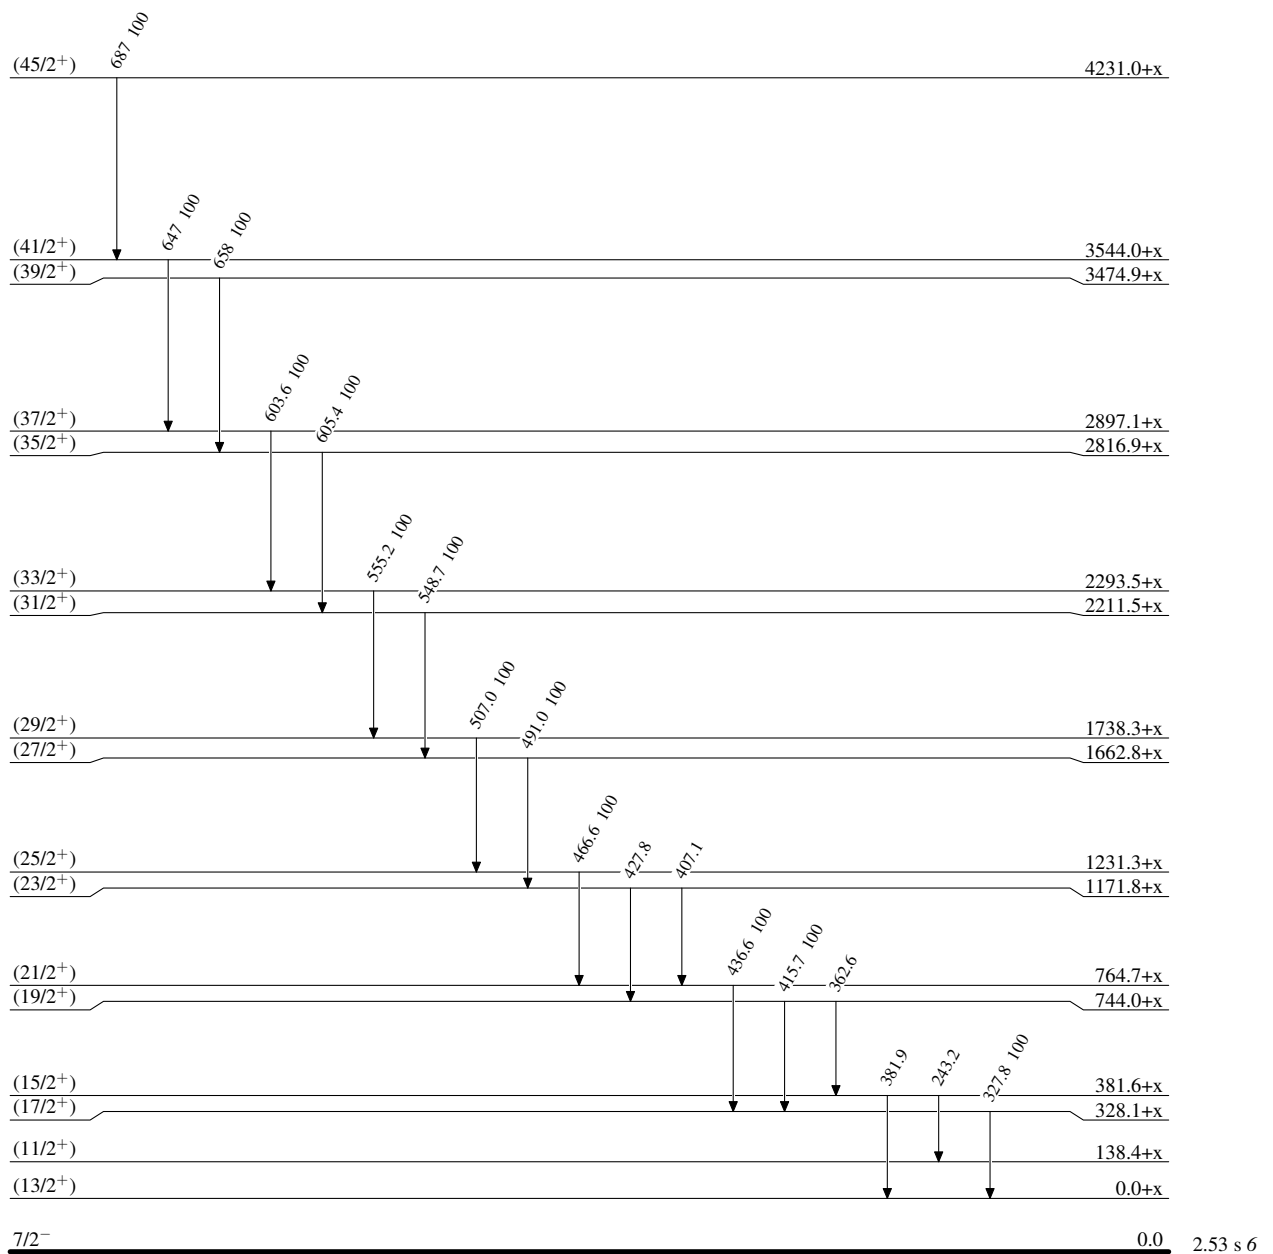 687 100
(45/2+) 4231.0+x
647 100
658 100
(41/2+) 3544.0+x
(39/2+) 3474.9+x
603.6 100
605.4 100
(37/2+) 2897.1+x
(35/2+) 2816.9+x
555.2 100
548.7 100
(33/2+) 2293.5+x
(31/2+) 2211.5+x
507.0 100
491.0 100
(29/2+) 1738.3+x
(27/2+) 1662.8+x
466.6 100
427.8
407.1
(25/2+) 1231.3+x
(23/2+) 1171.8+x
436.6 100
415.7 100
362.6
(21/2+) 764.7+x
(19/2+) 744.0+x
381.9
243.2
327.8 100
(15/2+) 381.6+x
(17/2+) 328.1+x
(11/2+) 138.4+x
(13/2+) 0.0+x
7/2− 0.0 2.53 s 6